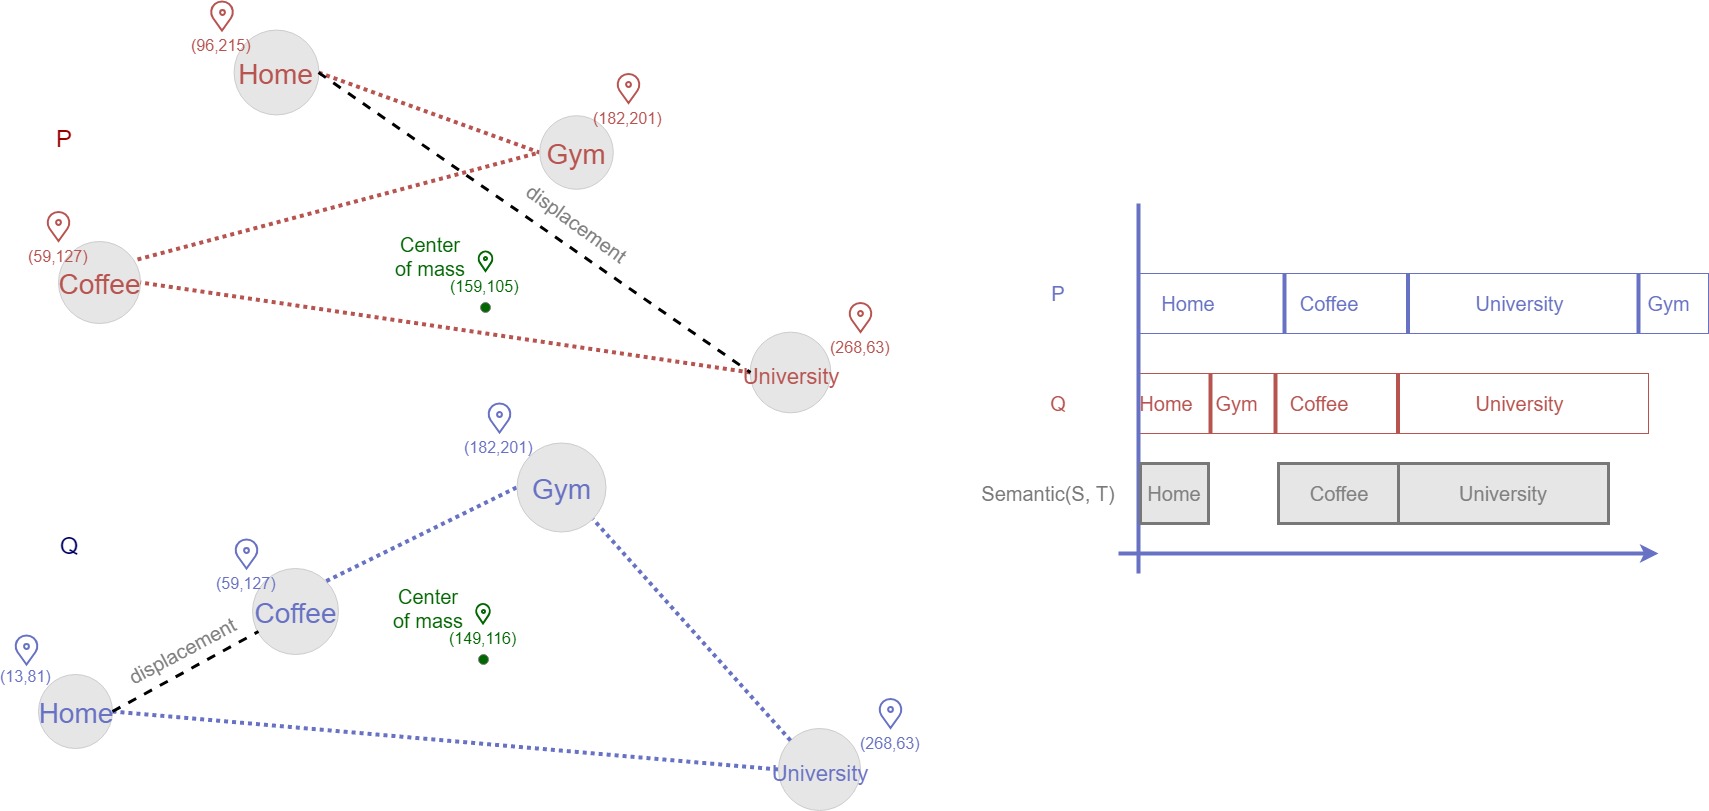 (96,215)
Home
(182,201)
P
Gym
displacement
(59,127)
Coffee
Center
of mass
(159,105)
(268,63)
University
(182,201)
Gym
Q
(59,127)
Coffee
Center
of mass
(149,116)
displacement
(13,81)
Home
(268,63)
University
P
Home
Coffee
University
Gym
Q
Home
Gym
Coffee
University
Semantic(S, T)
Home
Coffee
University